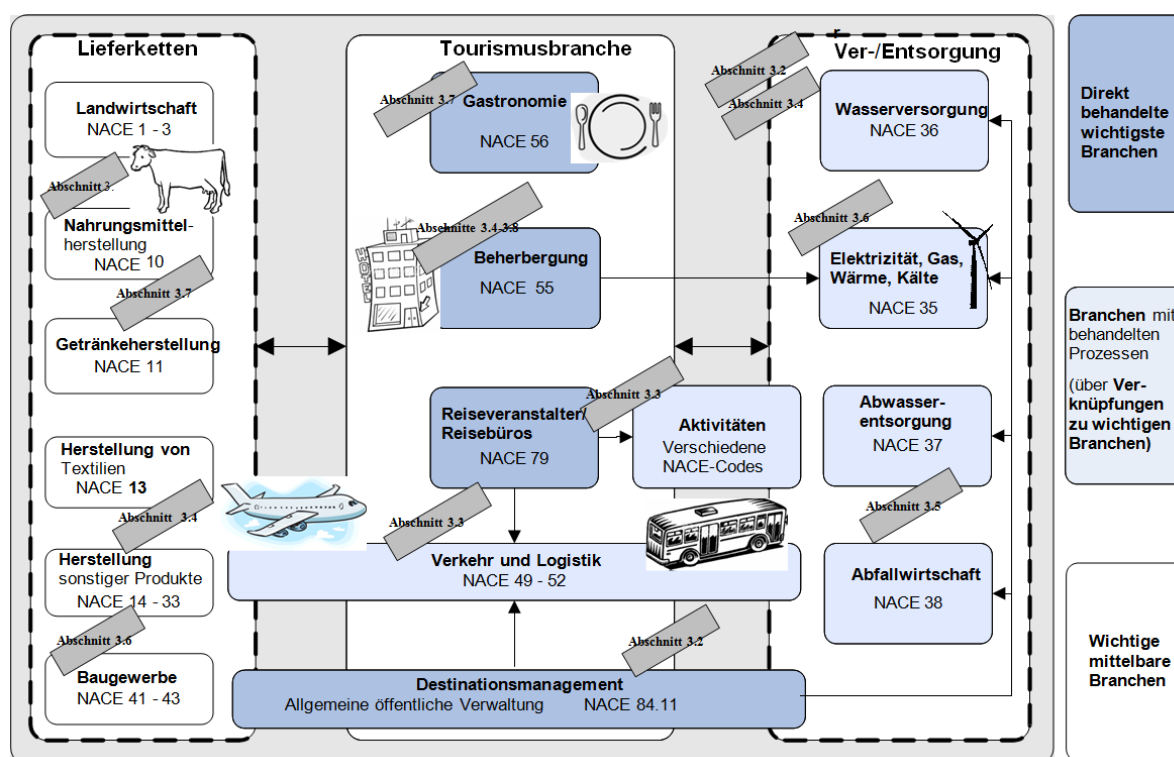 Lieferketten
Landwirtschaft
NACE 1 - 3
Abschnitt 3.
Nahrungsmittel-
herstellung
NACE 10
Abschnitt 3.7
Getränkeherstellung
NACE 11
Herstellung von
Textilien
NACE 13
Abschnitt 3.4
Herstellung
sonstiger Produkte
NACE 14 - 33
Abschnitt 3.6
Baugewerbe
NACE 41 - 43
Tourismusbranche
Abschnitt 3.7
Gastronomie
NACE 56
HOTEL
Abschnitte 3.4-3.8
Beherbergung
NACE 55
Reiseveranstalter/
Reisebüros
NACE 79
Abschnitt 3.3
Aktivitäten
Verschiedene
NACE-Codes
Abschnitt 3.3
Verkehr und Logistik
NACE 49 - 52
Abschnitt 3.2
Destinationsmanagement
Allgemeine öffentliche Verwaltung NACE 84.11
r
Ver-/Entsorgung
Abschnitt 3.2
Abschnitt 3.4
Wasserversorgung
NACE 36
Abschnitt 3.6
Elektrizität, Gas,
Wärme, Kälte
NACE 35
Abwasser-
entsorgung
NACE 37
Abschnitt 3.5
Abfallwirtschaft
NACE 38
Direkt
behandelte
wichtigste
Branchen
Branchen mit
behandelten
Prozessen
(über Ver-
knüpfungen
zu wichtigen
Branchen)
Wichtige
mittelbare
Branchen